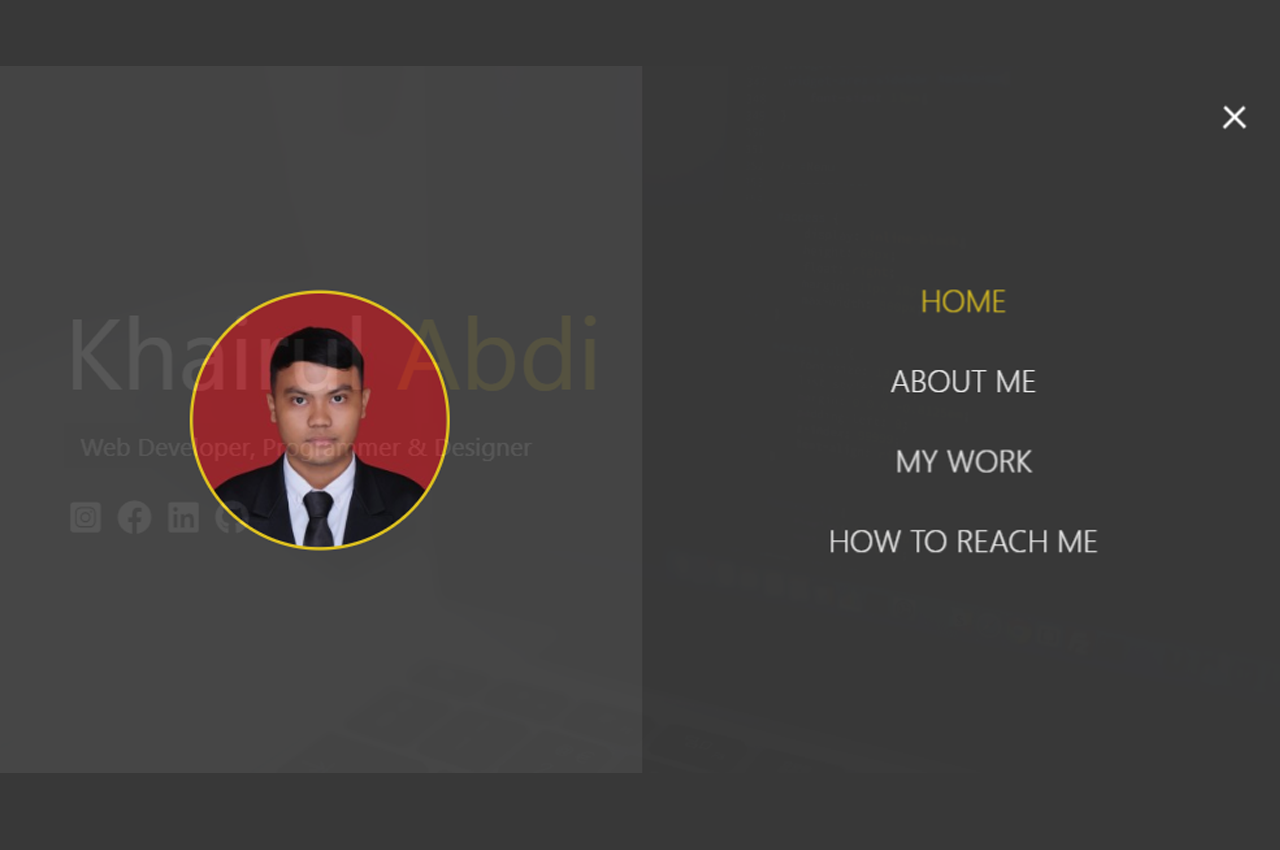 Khairul Abdi
Web Developer, Programmer & Designer
HOME
ABOUT ME
MY WORK
HOW TO REACH ME